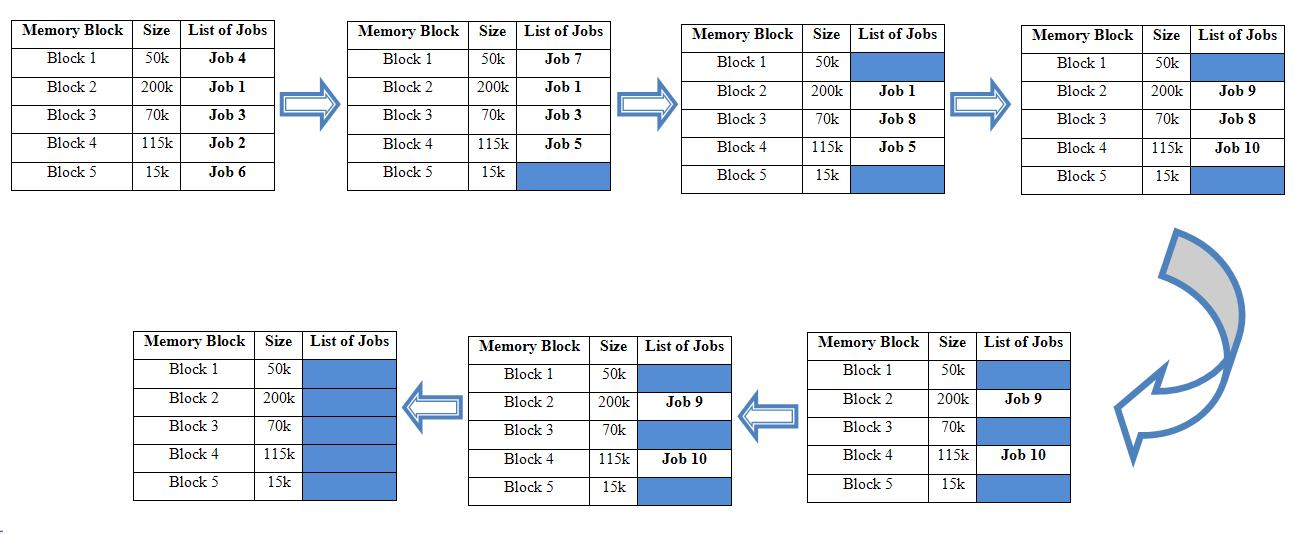 Memory Block Size List of Jobs
Block 1 50k Job 4
Block 2 200k Job 1
Block 3 70k Job 3
Block 4 115k Job 2
Block 5 15k Job 6
Memory Block Size List of Jobs
Block 1 50k Job 7
Block 2 200k Job 1
Block 3 70k Job 3
Block 4 115k Job 5
Block 5 15k
Memory Block Size List of Jobs
Block 1 50k
Block 2 200k Job 1
Block 3 70k Job 8
Block 4 115k Job 5
Block 5 15k
Memory Block Size List of Jobs
Block 1 50k
Block 2 200k Job 9
Block 3 70k Job 8
Block 4 115k Job 10
Block 5 15k
Memory Block Size List of Jobs
Block 1 50k
Block 2 200k Job 9
Block 3 70k
Block 4 115k Job 10
Block 5 15k
Memory Block Size List of Jobs
Block 1 50k
Block 2 200k Job 9
Block 3 70k
Block 4 115k Job 10
Block 5 15k
Memory Block Size List of Jobs
Block 1 50k
Block 2 200k
Block 3 70k
Block 4 115k
Block 5 15k